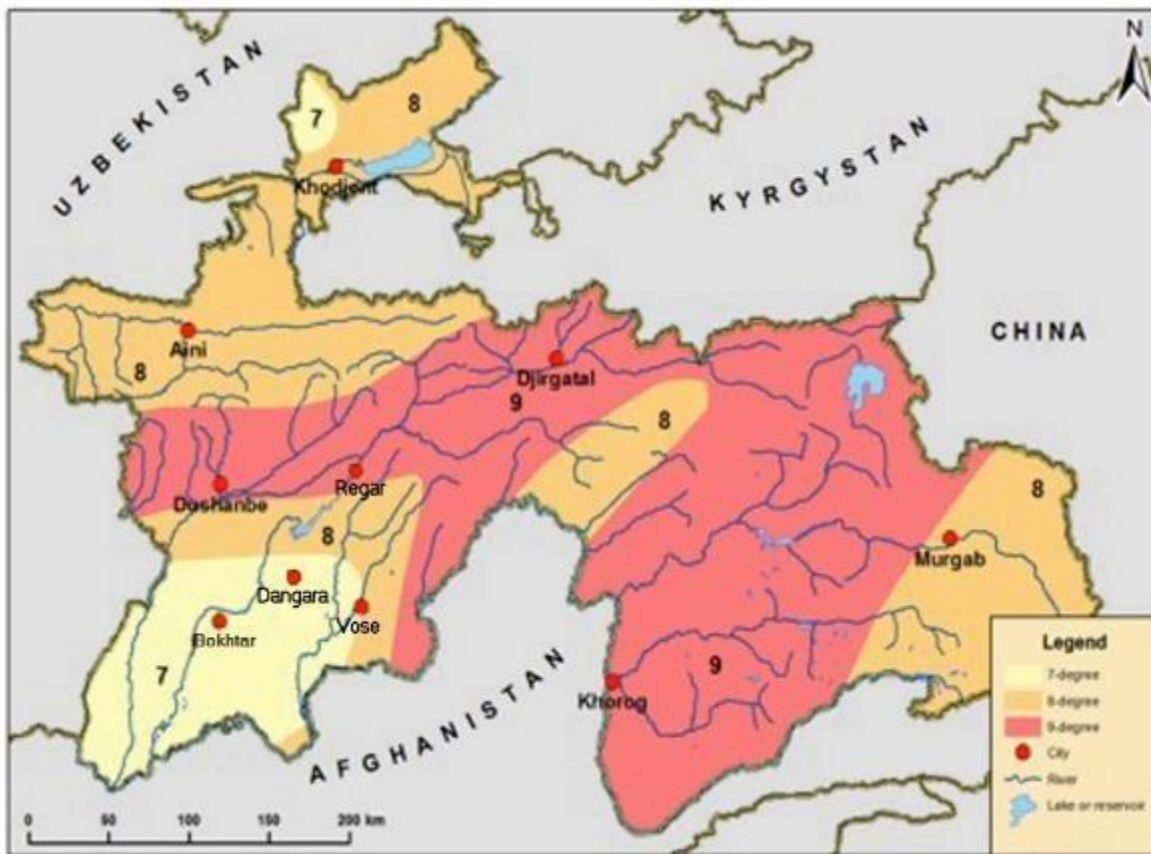 N
UZBEKISTAN
7
8
Khodjent
KYRGYSTAN
CHINA
Aini
8
Djirgatal
9
8
Dushanbe
Regar
8
8
Murgab
Dangara
Vose
Bokhtar
7
AFGHANISTAN
Khorog
9
Legend
7-degree
8-degree
9-degree
City
River
Lake or reservoir
0 50 100 150 200 km